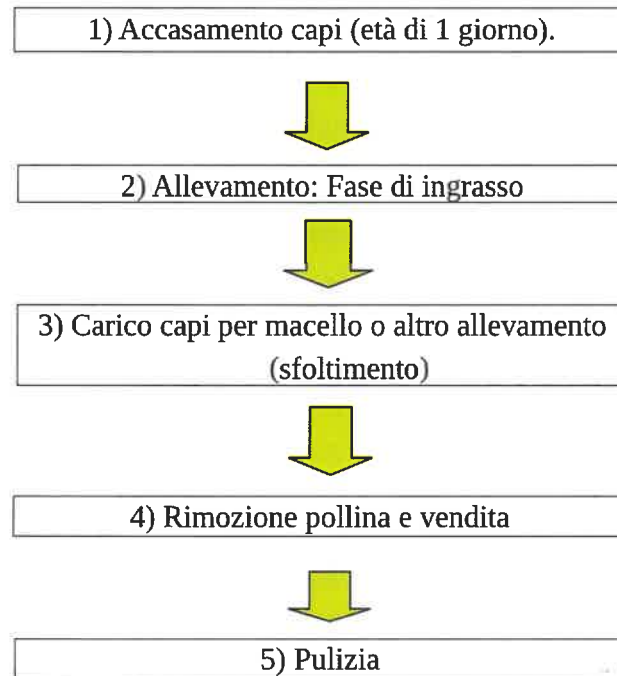 1) Accasamento capi (età di 1 giorno).
2) Allevamento: Fase di ingrasso
3) Carico capi per macello o altro allevamento
(sfoltimento)
4) Rimozione pollina e vendita
5) Pulizia